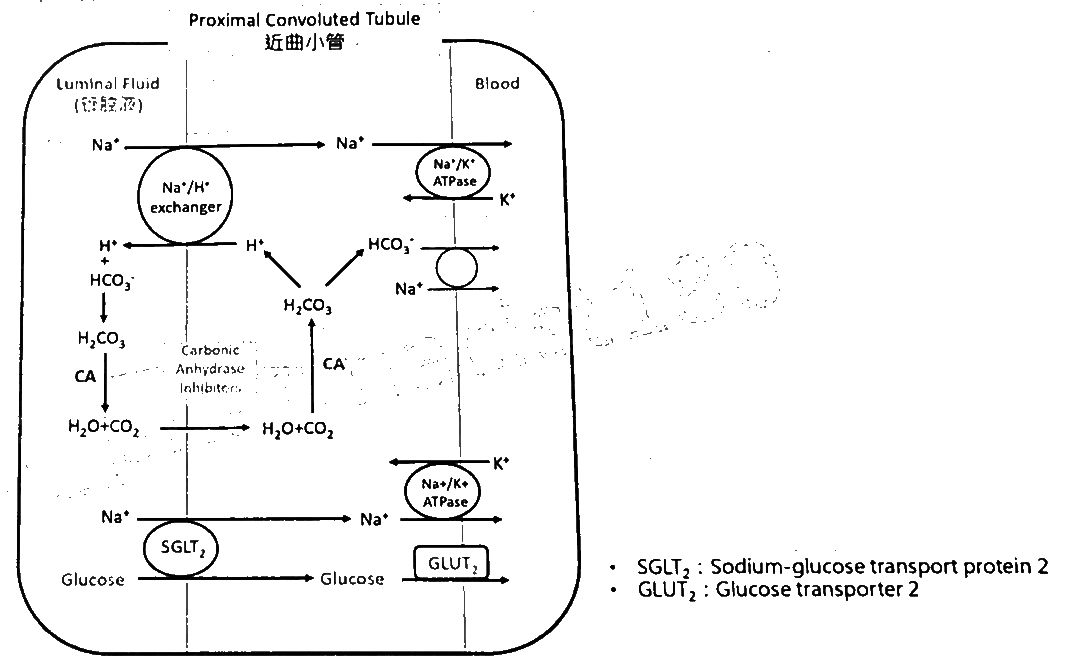 Proximal Convoluted Tubule
近曲小管
Luminal Fluid
Blood
Na⁺
Na⁺
Na⁺/K⁺
ATPase
K⁺
Na⁺/H⁺
exchanger
H⁺
H⁺
HCO₃⁻
+
HCO₃⁻
Na⁺
H₂CO₃
H₂CO₃
Carbonic
Anhydrase
Inhibitors
CA
CA
H₂O+CO₂
H₂O+CO₂
K⁺
Na+/K+
ATPase
Na⁺
Na⁺
SGLT₂
GLUT₂
Glucose
Glucose
• SGLT₂ : Sodium-glucose transport protein 2
• GLUT₂ : Glucose transporter 2